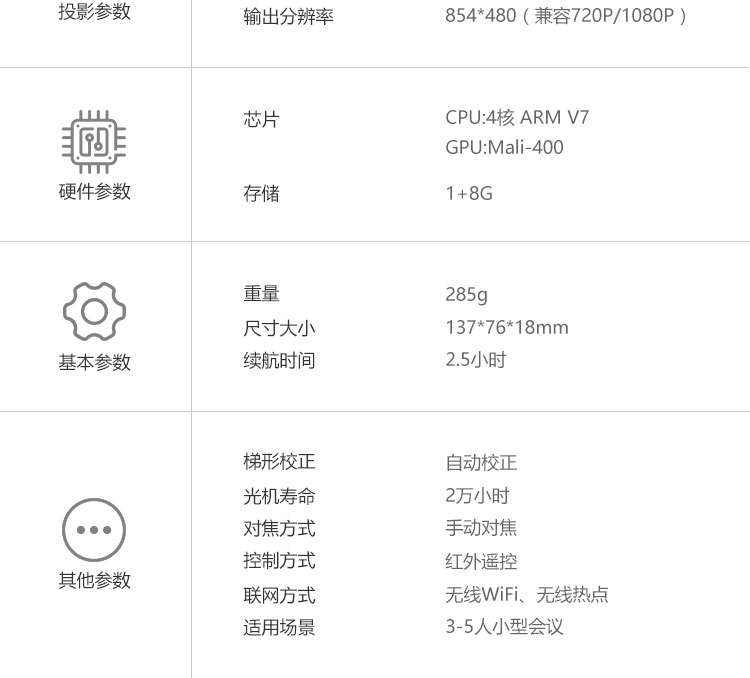 投影参数
输出分辨率 854*480（兼容720P/1080P）
芯片 CPU:4核 ARM V7
GPU:Mali-400
硬件参数
存储 1+8G
重量 285g
尺寸大小 137*76*18mm
续航时间 2.5小时
基本参数
梯形校正 自动校正
光机寿命 2万小时
对焦方式 手动对焦
控制方式 红外遥控
其他参数
联网方式 无线WiFi、无线热点
适用场景 3-5人小型会议